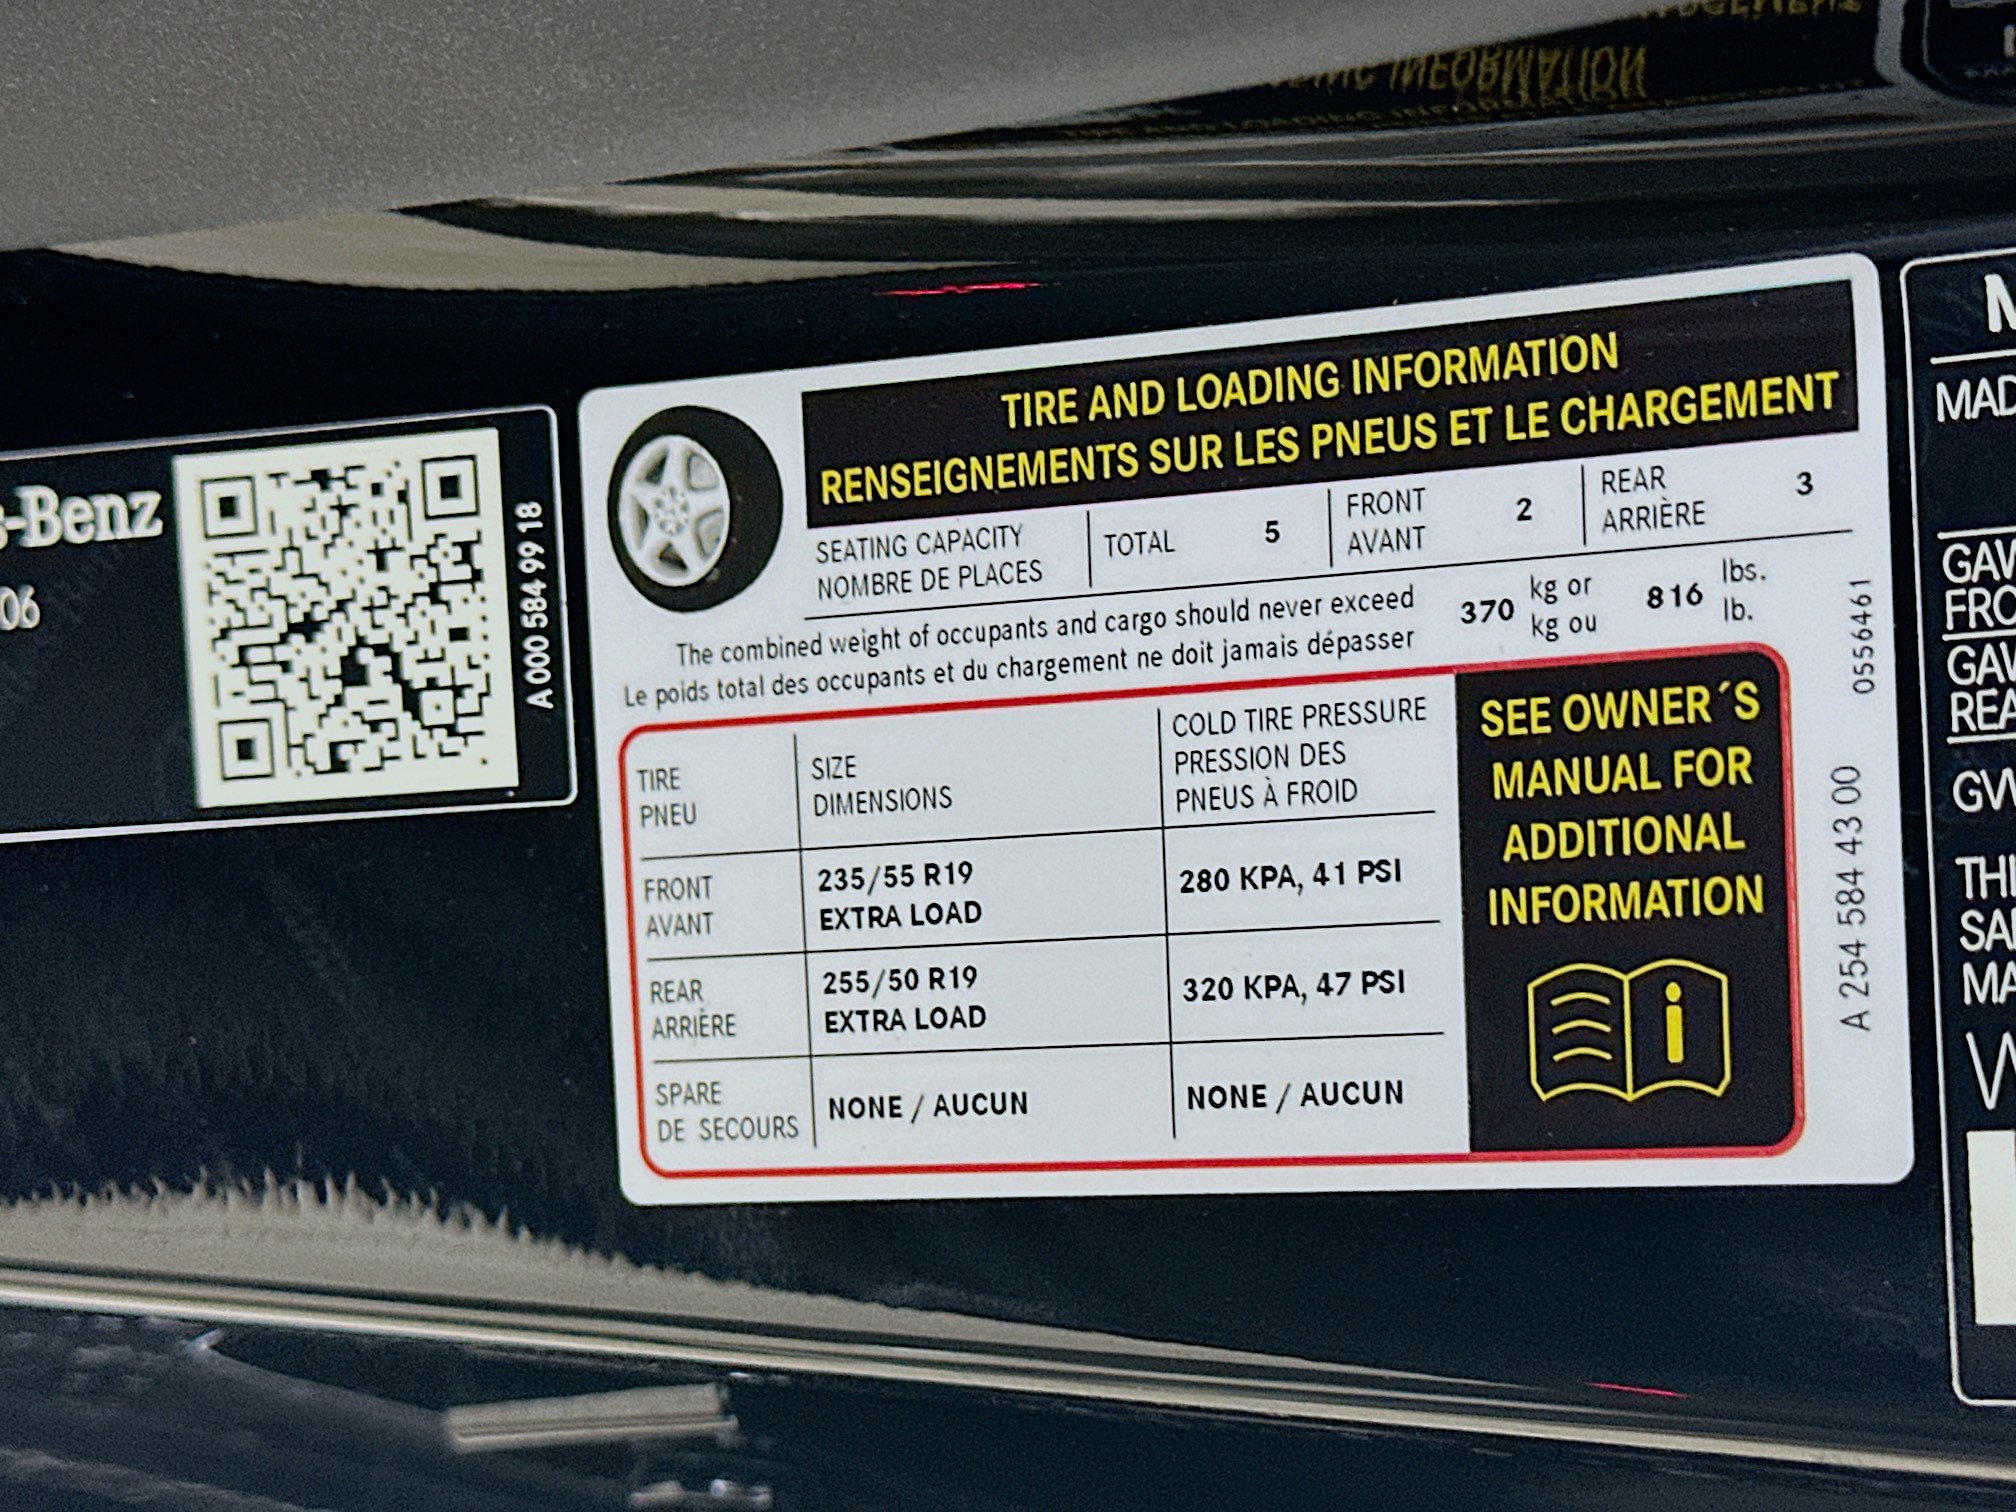 -Benz
06
A 000 584 99 18
TIRE AND LOADING INFORMATION
RENSEIGNEMENTS SUR LES PNEUS ET LE CHARGEMENT
SEATING CAPACITY
NOMBRE DE PLACES
TOTAL 5
FRONT
AVANT
2
REAR
ARRIÈRE
3
The combined weight of occupants and cargo should never exceed 370 kg or 816 lbs.
Le poids total des occupants et du chargement ne doit jamais dépasser kg ou lb.
TIRE
PNEU
SIZE
DIMENSIONS
COLD TIRE PRESSURE
PRESSION DES
PNEUS À FROID
FRONT
AVANT
235/55 R19
EXTRA LOAD
280 KPA, 41 PSI
REAR
ARRIÈRE
255/50 R19
EXTRA LOAD
320 KPA, 47 PSI
SPARE
DE SECOURS
NONE / AUCUN
NONE / AUCUN
SEE OWNER´S
MANUAL FOR
ADDITIONAL
INFORMATION
i
0556461
A 254 584 43 00
M
MAD
GAW
FRO
GAW
REA
GVW
THI
SA
MA